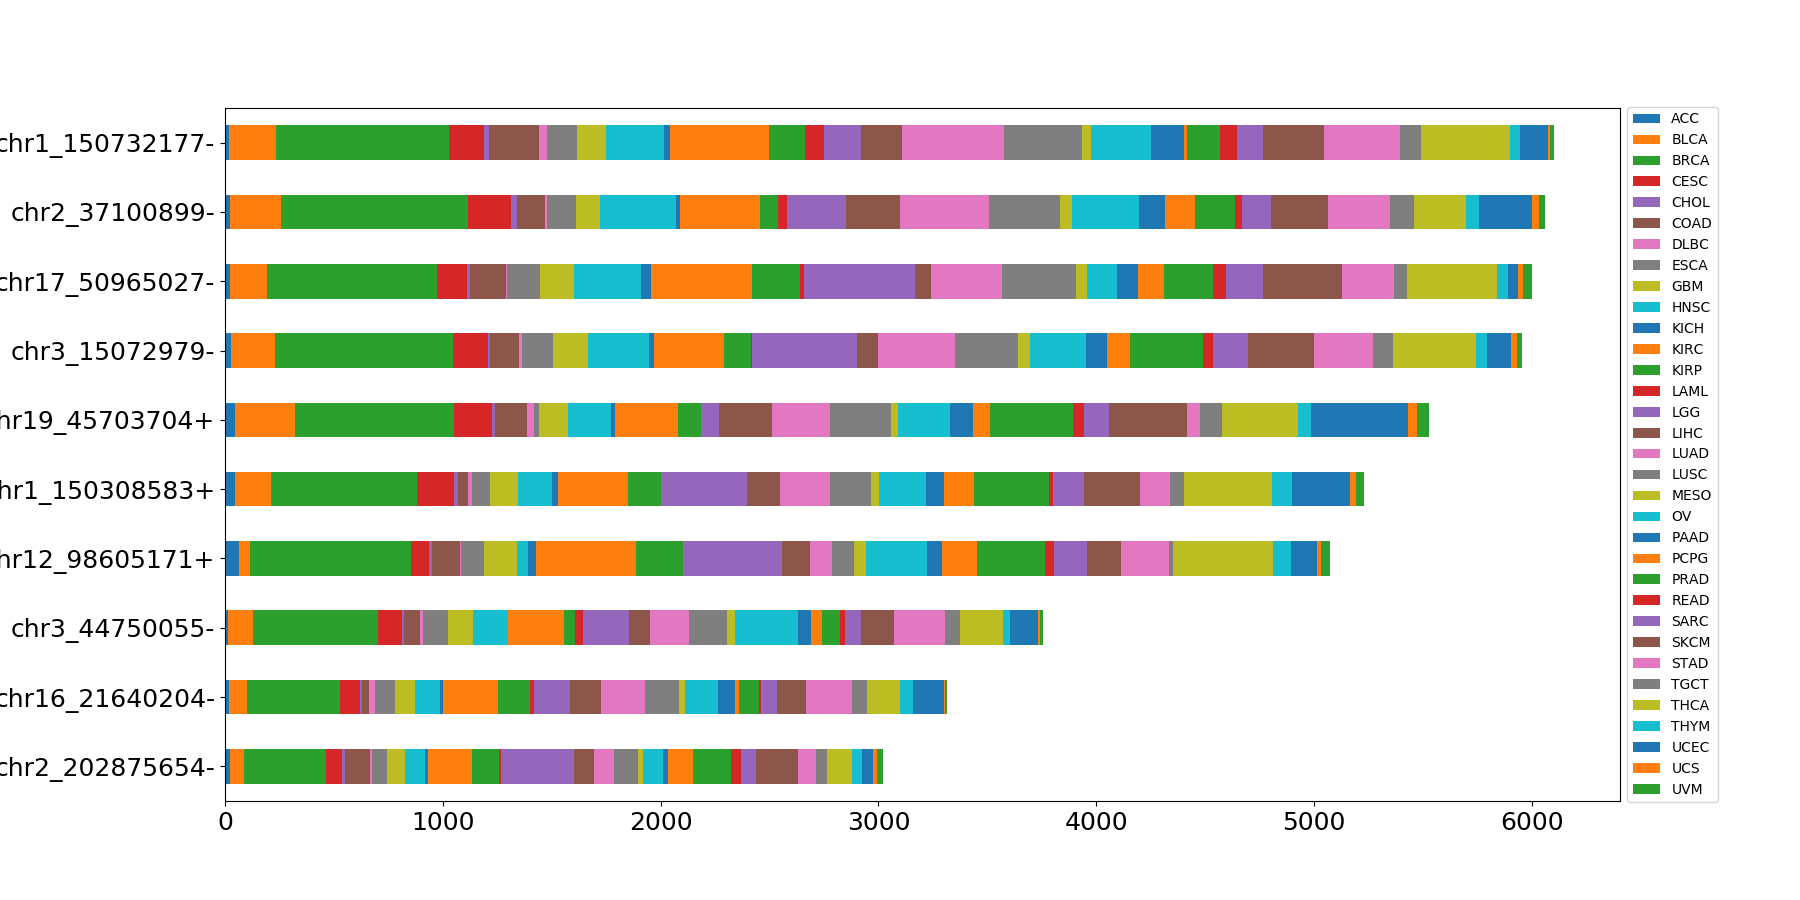 chr1_150732177-
chr2_37100899-
chr17_50965027-
chr3_15072979-
hr19_45703704+
hr1_150308583+
hr12_98605171+
chr3_44750055-
chr16_21640204-
chr2_202875654-
0 1000 2000 3000 4000 5000 6000
ACC
BLCA
BRCA
CESC
CHOL
COAD
DLBC
ESCA
GBM
HNSC
KICH
KIRC
KIRP
LAML
LGG
LIHC
LUAD
LUSC
MESO
OV
PAAD
PCPG
PRAD
READ
SARC
SKCM
STAD
TGCT
THCA
THYM
UCEC
UCS
UVM